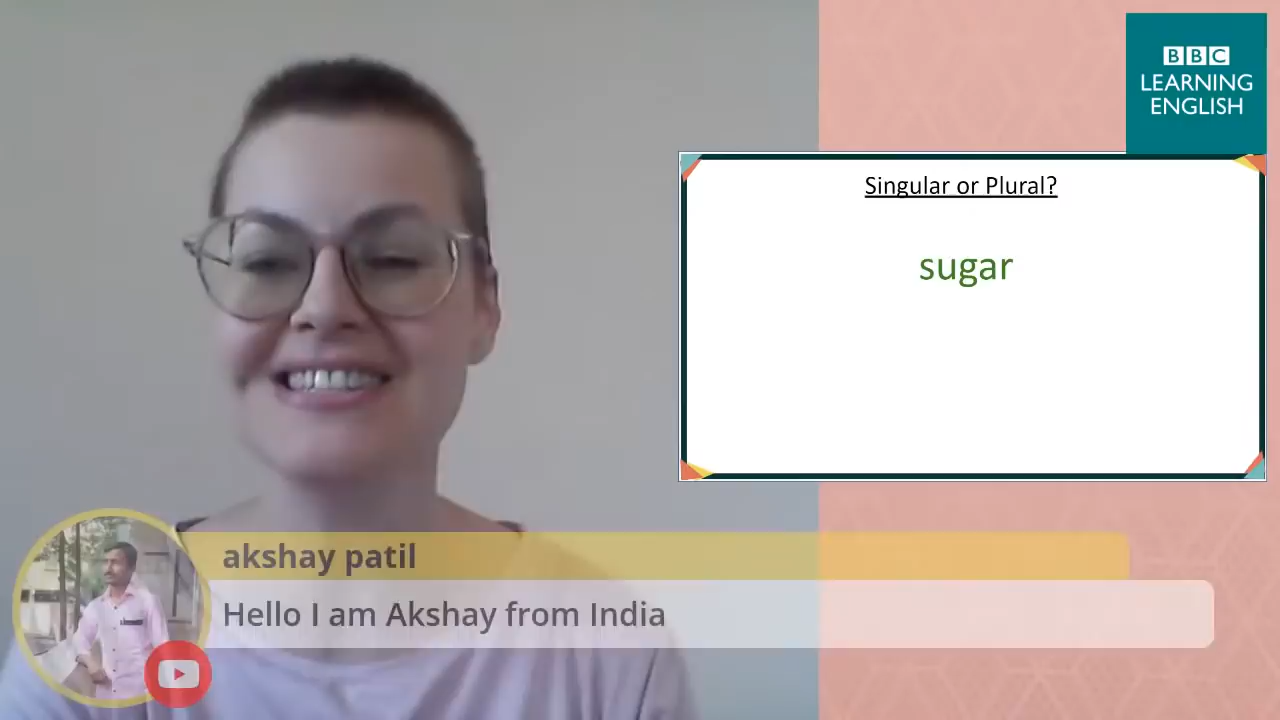 BBC
LEARNING
ENGLISH
Singular or Plural?
sugar
akshay patil
Hello I am Akshay from India